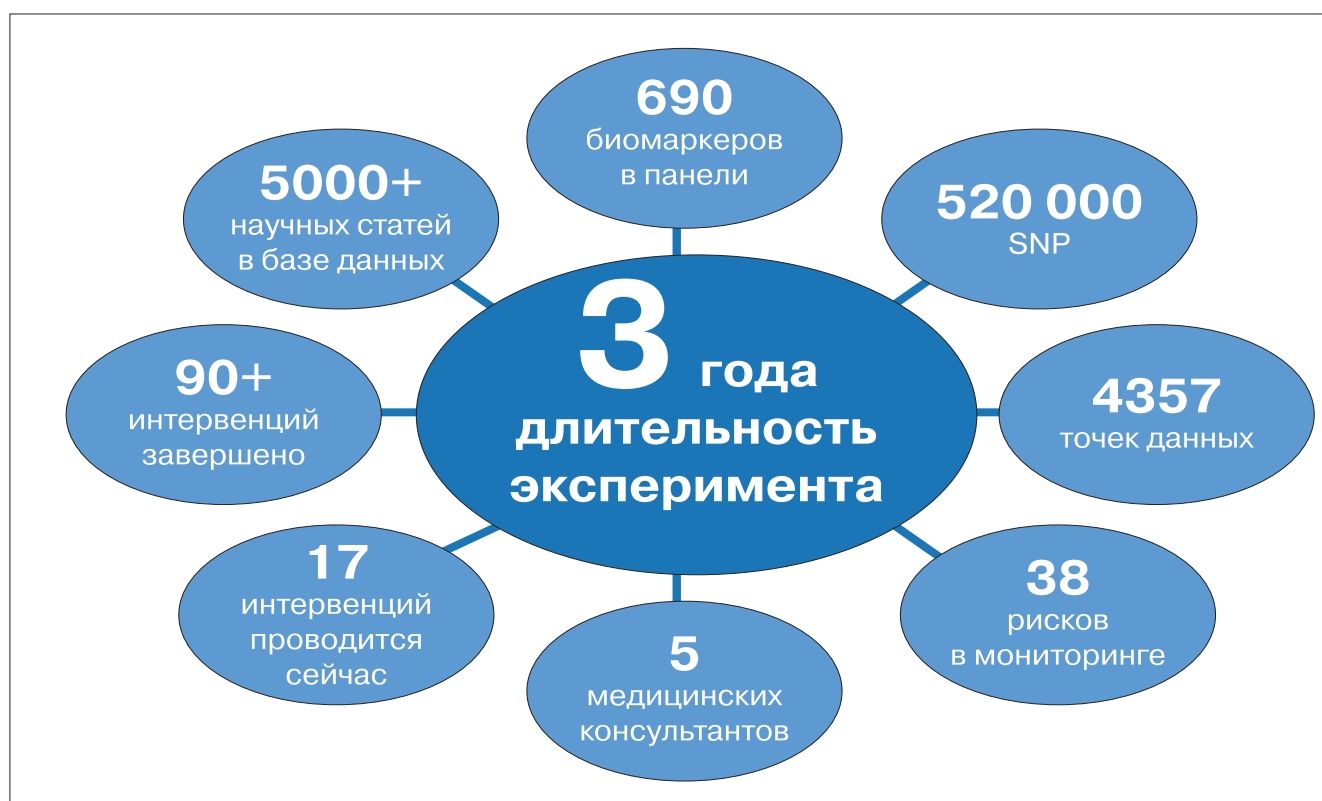 690
биомаркеров
в панели
5000+
научных статей
в базе данных
520 000
SNP
3 года
длительность
эксперимента
90+
интервенций
завершено
4357
точек данных
17
интервенций
проводится
сейчас
38
рисков
в мониторинге
5
медицинских
консультантов